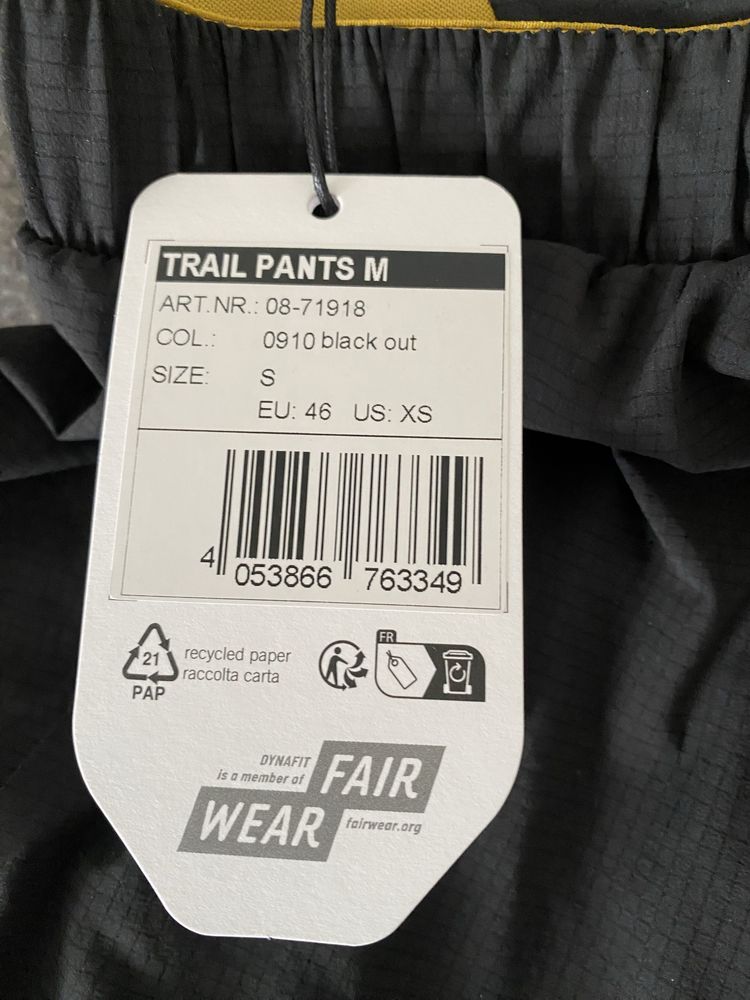 TRAIL PANTS M
ART.NR.: 08-71918
COL.: 0910 black out
SIZE: S
EU: 46 US: XS
4 053866 763349
21
PAP
recycled paper
raccolta carta
FR
DYNAFIT
is a member of
FAIR
WEAR
fairwear.org